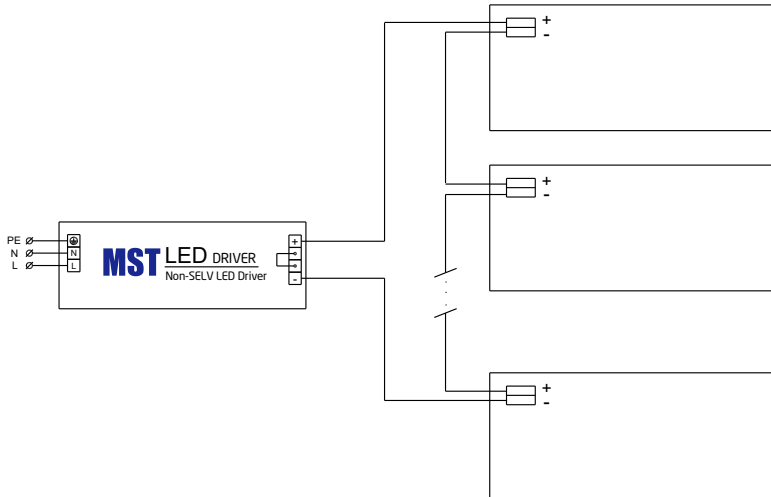 +
-
+
-
PE
N
L
N
L
MST LED DRIVER
Non-SELV LED Driver
+
-
+
-